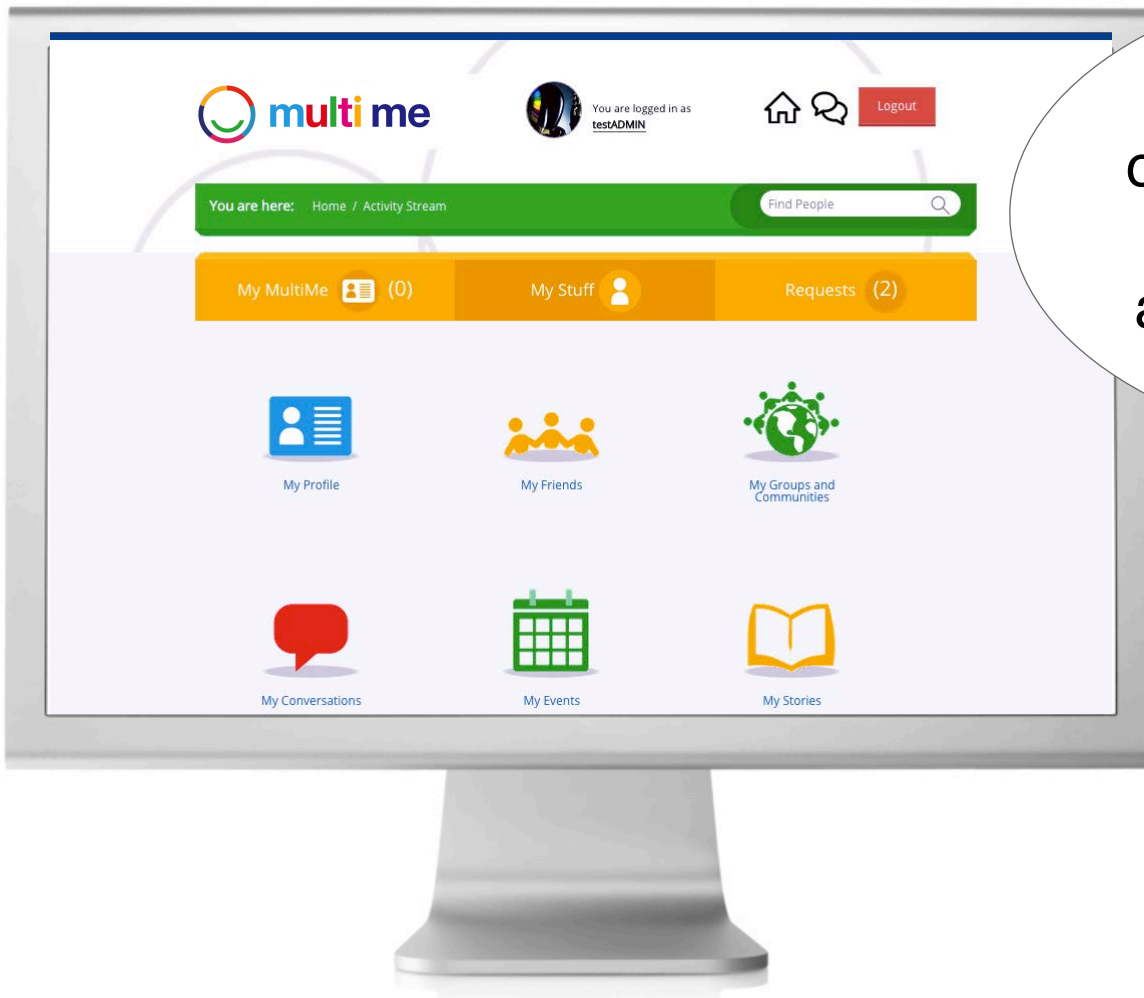 multi me
You are logged in as
testADMIN
Logout
You are here: Home / Activity Stream
Find People
My MultiMe (0)
My Stuff
Requests (2)
My Profile
My Friends
My Groups and
Communities
My Conversations
My Events
My Stories